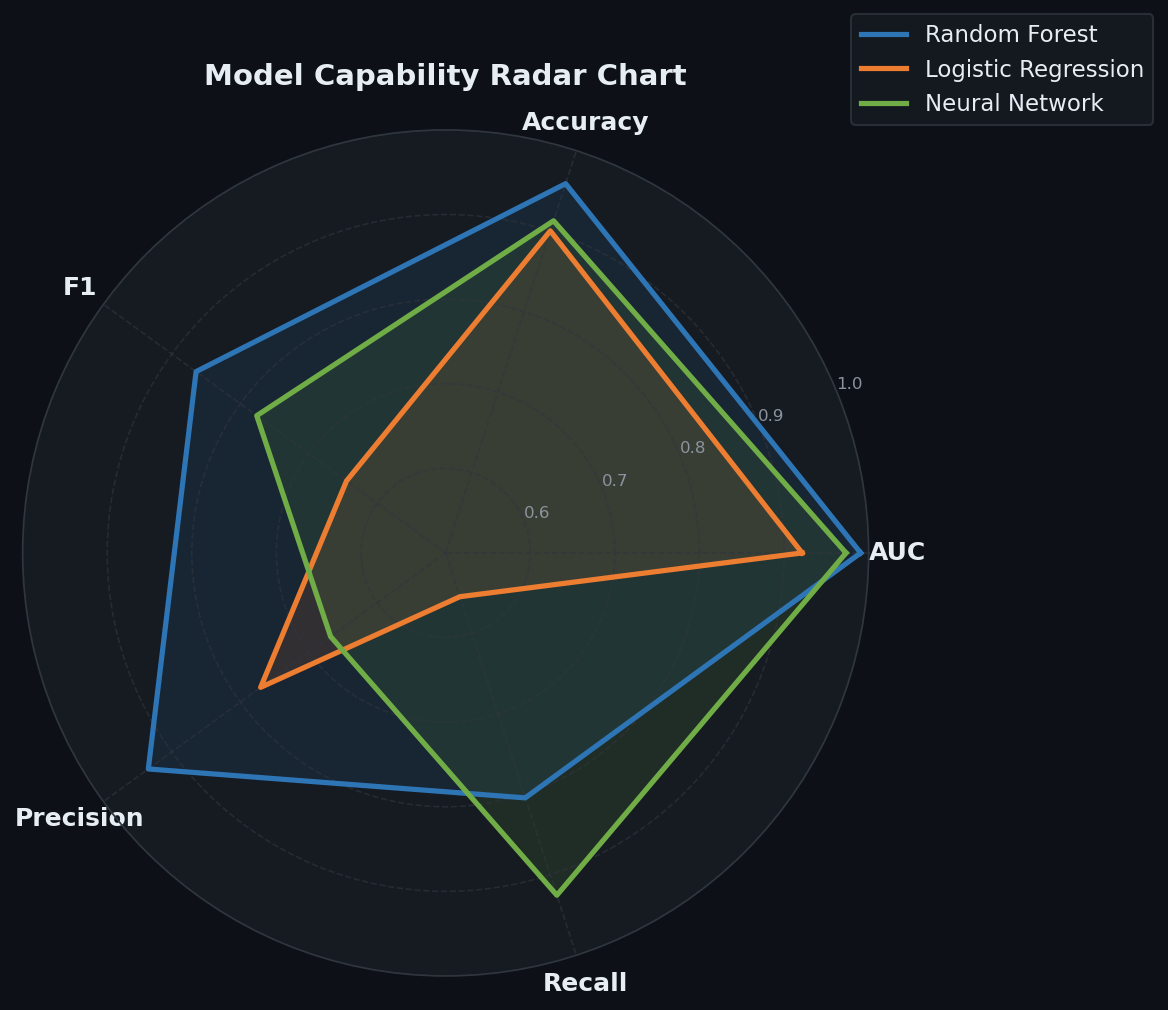 Random Forest
Logistic Regression
Neural Network
Model Capability Radar Chart
Accuracy
F1
1.0
0.9
0.8
0.7
0.6
AUC
Precision
Recall